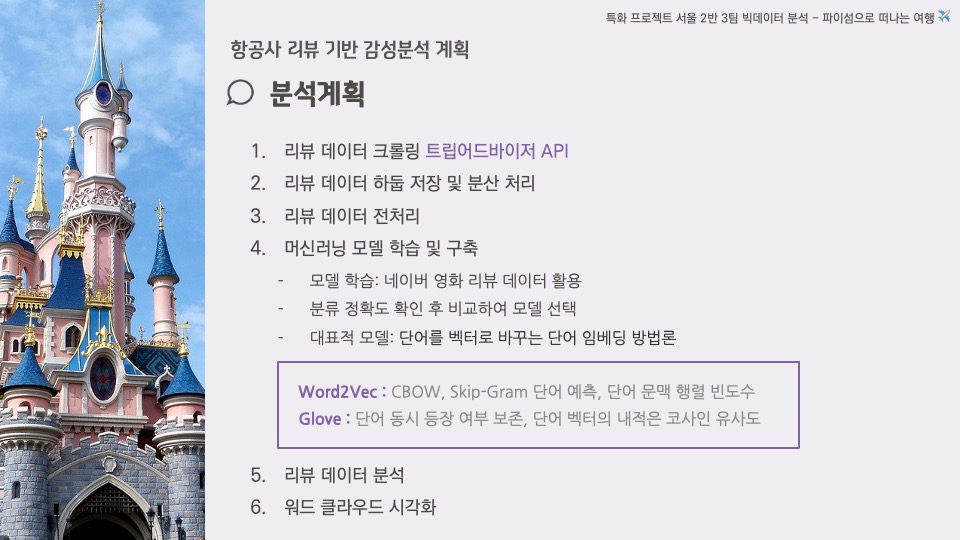 특화 프로젝트 서울 2반 3팀 빅데이터 분석 - 파이썬으로 떠나는 여행 ✈️
항공사 리뷰 기반 감성분석 계획
분석계획
1. 리뷰 데이터 크롤링 트립어드바이저 API
2. 리뷰 데이터 하둡 저장 및 분산 처리
3. 리뷰 데이터 전처리
4. 머신러닝 모델 학습 및 구축
- 모델 학습: 네이버 영화 리뷰 데이터 활용
- 분류 정확도 확인 후 비교하여 모델 선택
- 대표적 모델: 단어를 벡터로 바꾸는 단어 임베딩 방법론
Word2Vec : CBOW, Skip-Gram 단어 예측, 단어 문맥 행렬 빈도수
Glove : 단어 동시 등장 여부 보존, 단어 벡터의 내적은 코사인 유사도
5. 리뷰 데이터 분석
6. 워드 클라우드 시각화